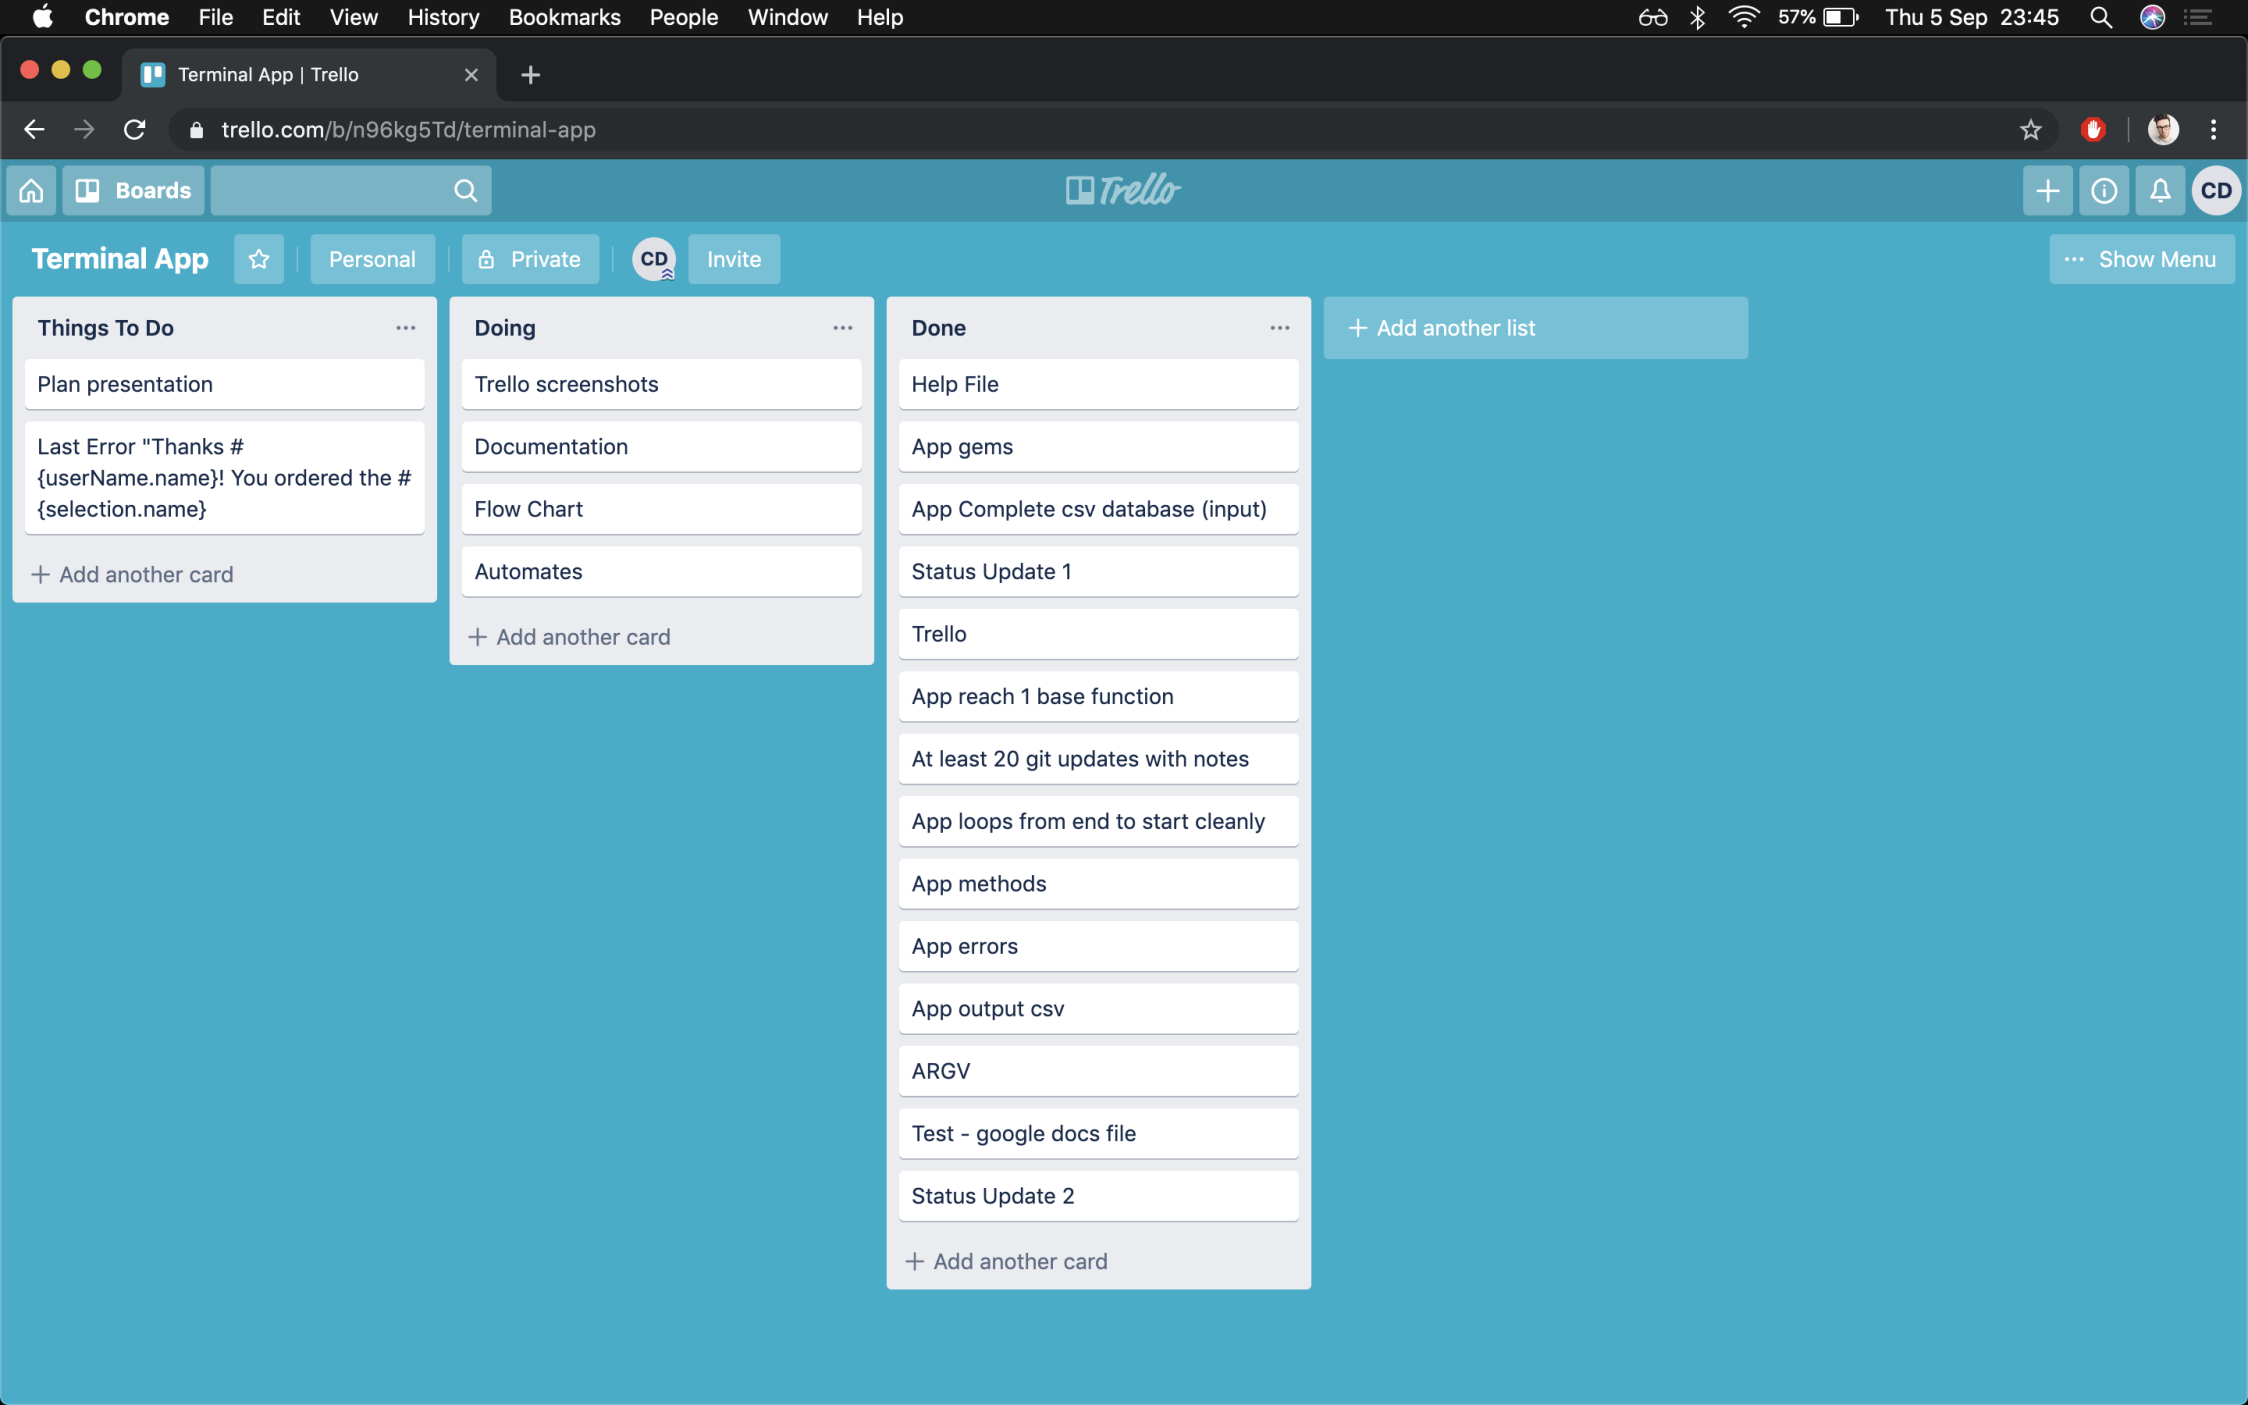 Chrome File Edit View History Bookmarks People Window Help 57% Thu 5 Sep 23:45
Terminal App | Trello
trello.com/b/n96kg5Td/terminal-app
Boards Trello CD
Terminal App Personal Private CD Invite ··· Show Menu
Things To Do
Plan presentation
Last Error "Thanks #
{userName.name}! You ordered the #
{selection.name}
+ Add another card
Doing
Trello screenshots
Documentation
Flow Chart
Automates
+ Add another card
Done
Help File
App gems
App Complete csv database (input)
Status Update 1
Trello
App reach 1 base function
At least 20 git updates with notes
App loops from end to start cleanly
App methods
App errors
App output csv
ARGV
Test - google docs file
Status Update 2
+ Add another card
+ Add another list